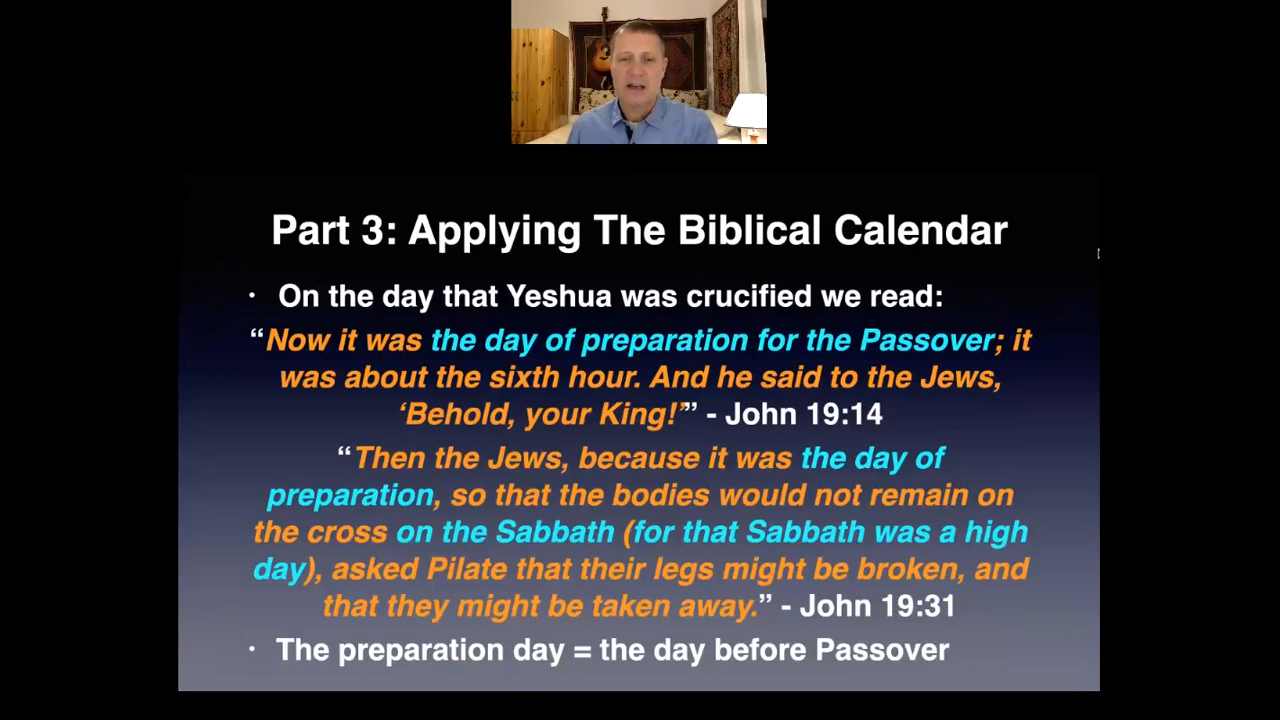 Part 3: Applying The Biblical Calendar
• On the day that Yeshua was crucified we read:
“Now it was the day of preparation for the Passover; it
was about the sixth hour. And he said to the Jews,
‘Behold, your King!’” - John 19:14
“Then the Jews, because it was the day of
preparation, so that the bodies would not remain on
the cross on the Sabbath (for that Sabbath was a high
day), asked Pilate that their legs might be broken, and
that they might be taken away.” - John 19:31
• The preparation day = the day before Passover